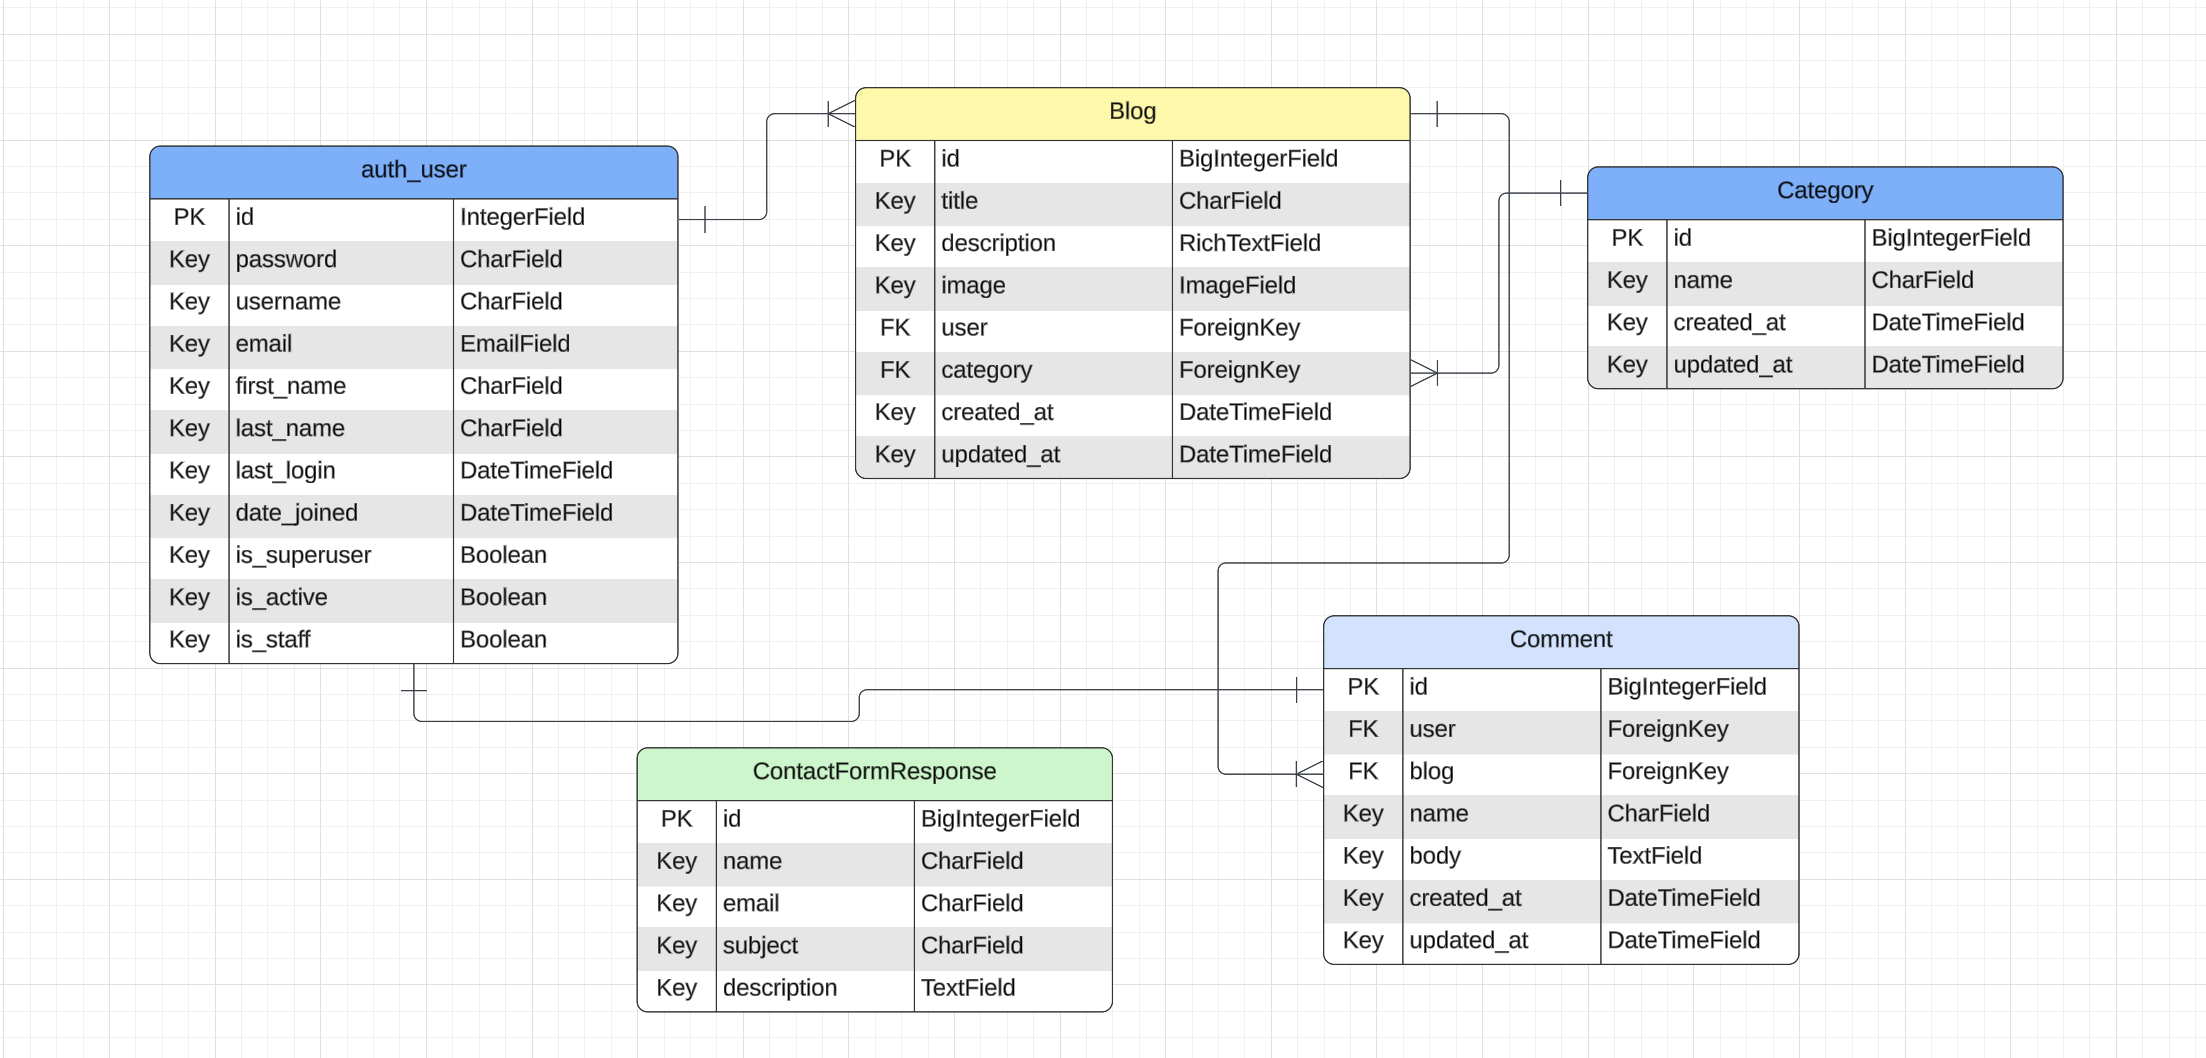 auth_user
PK id IntegerField
Key password CharField
Key username CharField
Key email EmailField
Key first_name CharField
Key last_name CharField
Key last_login DateTimeField
Key date_joined DateTimeField
Key is_superuser Boolean
Key is_active Boolean
Key is_staff Boolean
Blog
PK id BigIntegerField
Key title CharField
Key description RichTextField
Key image ImageField
FK user ForeignKey
FK category ForeignKey
Key created_at DateTimeField
Key updated_at DateTimeField
Category
PK id BigIntegerField
Key name CharField
Key created_at DateTimeField
Key updated_at DateTimeField
ContactFormResponse
PK id BigIntegerField
Key name CharField
Key email CharField
Key subject CharField
Key description TextField
Comment
PK id BigIntegerField
FK user ForeignKey
FK blog ForeignKey
Key name CharField
Key body TextField
Key created_at DateTimeField
Key updated_at DateTimeField